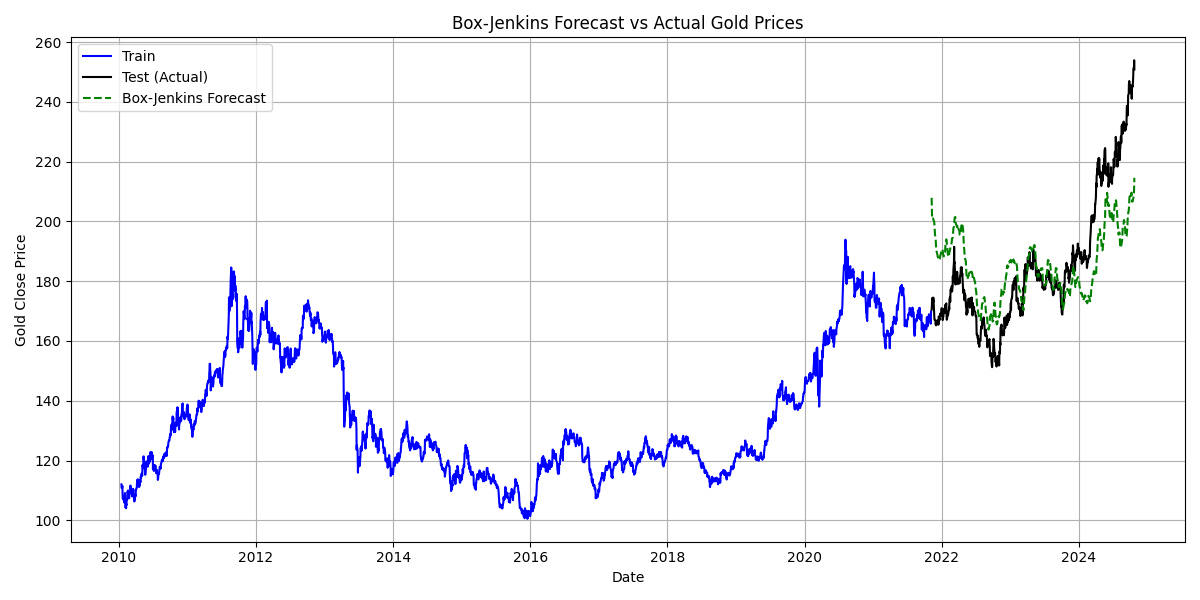 Box-Jenkins Forecast vs Actual Gold Prices
Train
Test (Actual)
Box-Jenkins Forecast
Gold Close Price
260
240
220
200
180
160
140
120
100
2010
2012
2014
2016
2018
2020
2022
2024
Date